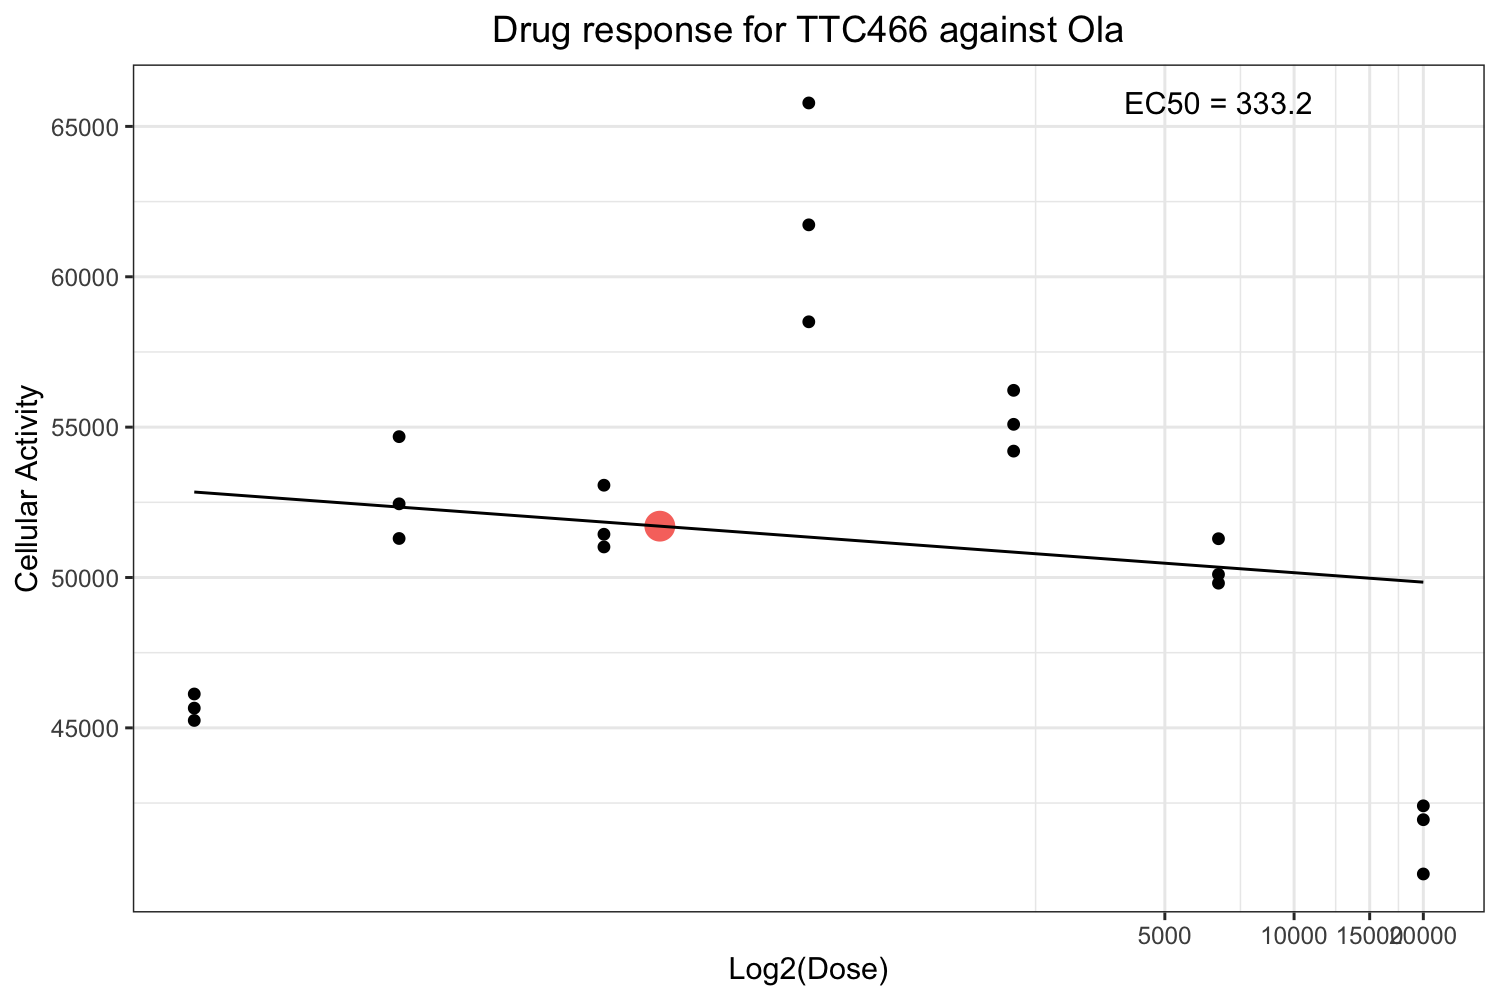 Drug response for TTC466 against Ola
EC50 = 333.2
65000
60000
55000
50000
45000
Cellular Activity
5000 10000 15000 20000
Log2(Dose)